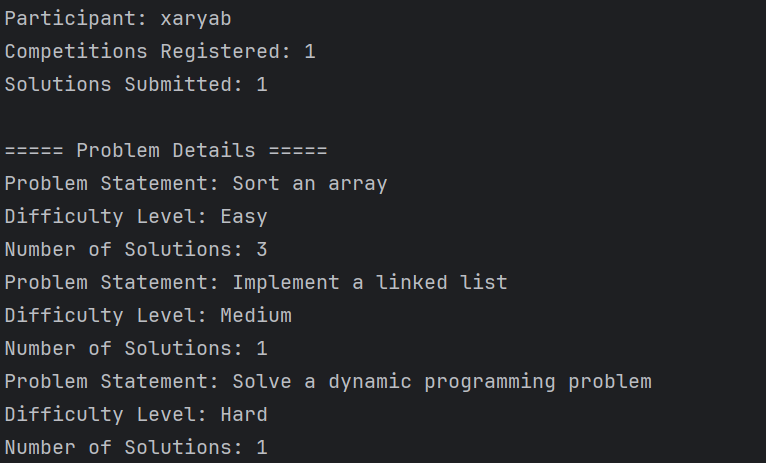 Participant: xaryab
Competitions Registered: 1
Solutions Submitted: 1
===== Problem Details =====
Problem Statement: Sort an array
Difficulty Level: Easy
Number of Solutions: 3
Problem Statement: Implement a linked list
Difficulty Level: Medium
Number of Solutions: 1
Problem Statement: Solve a dynamic programming problem
Difficulty Level: Hard
Number of Solutions: 1